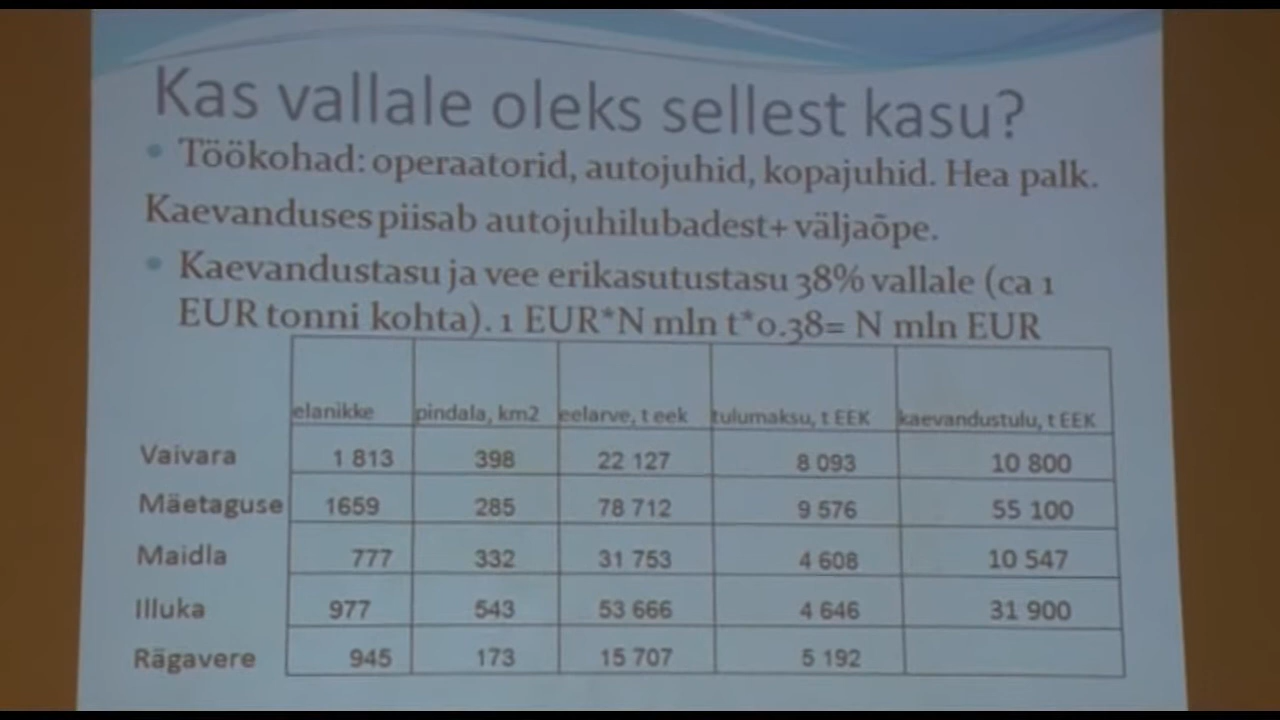 Kas vallale oleks sellest kasu?
• Töökohad: operaatorid, autojuhid, kopajuhid. Hea palk.
Kaevanduses piisab autojuhilubadest+ väljaõpe.
• Kaevandustasu ja vee erikasutustasu 38% vallale (ca 1
EUR tonni kohta). 1 EUR*N mln t*0.38= N mln EUR
elanikke pindala, km2 eelarve, t eek tulumaksu, t EEK kaevandustulu, t EEK
Vaivara 1 813 398 22 127 8 093 10 800
Mäetaguse 1659 285 78 712 9 576 55 100
Maidla 777 332 31 753 4 608 10 547
Illuka 977 543 53 666 4 646 31 900
Rägavere 945 173 15 707 5 192